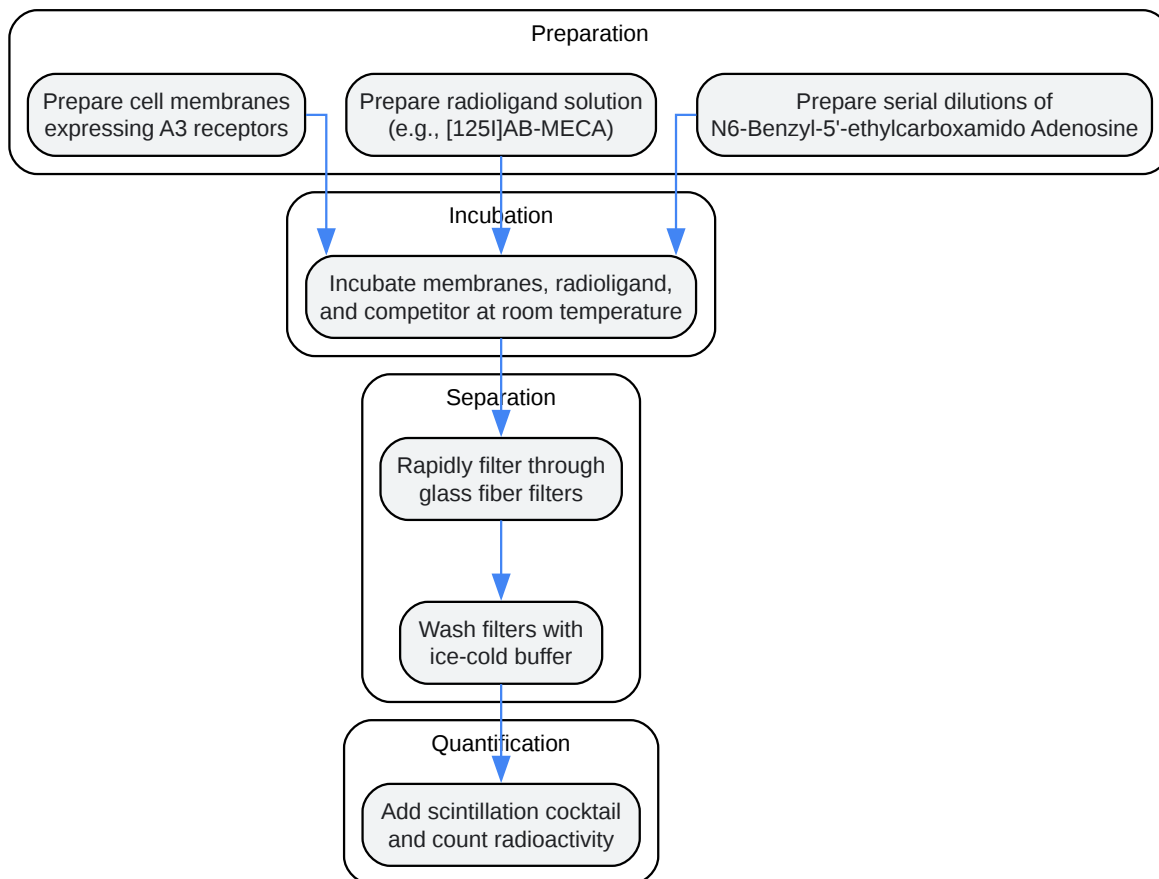 Preparation
Prepare cell membranes
expressing A3 receptors
Prepare radioligand solution
(e.g., [125I]AB-MECA)
Prepare serial dilutions of
N6-Benzyl-5'-ethylcarboxamido Adenosine
Incubation
Incubate membranes, radioligand,
and competitor at room temperature
Separation
Rapidly filter through
glass fiber filters
Wash filters with
ice-cold buffer
Quantification
Add scintillation cocktail
and count radioactivity